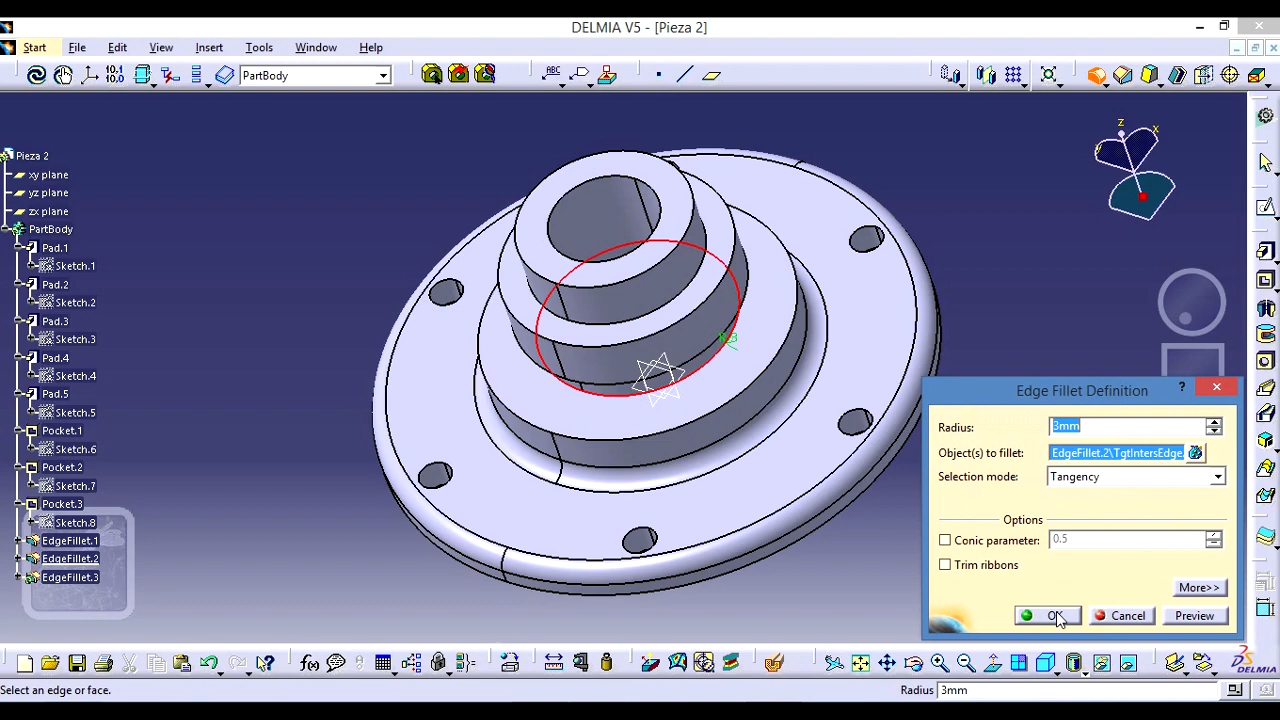 DELMIA V5 - [Pieza 2]
Start File Edit View Insert Tools Window Help
PartBody
Pieza 2
xy plane
yz plane
zx plane
PartBody
Pad.1
Sketch.1
Pad.2
Sketch.2
Pad.3
Sketch.3
Pad.4
Sketch.4
Pad.5
Sketch.5
Pocket.1
Sketch.6
Pocket.2
Sketch.7
Pocket.3
Sketch.8
EdgeFillet.1
EdgeFillet.2
EdgeFillet.3
z
x
Edge Fillet Definition
? 
Radius: 3mm
Object(s) to fillet: EdgeFillet.2\TgtIntersEdge.
Selection mode: Tangency
Options
Conic parameter: 0.5
Trim ribbons
More>>
OK Cancel Preview
DELMIA
Select an edge or face. Radius 3mm